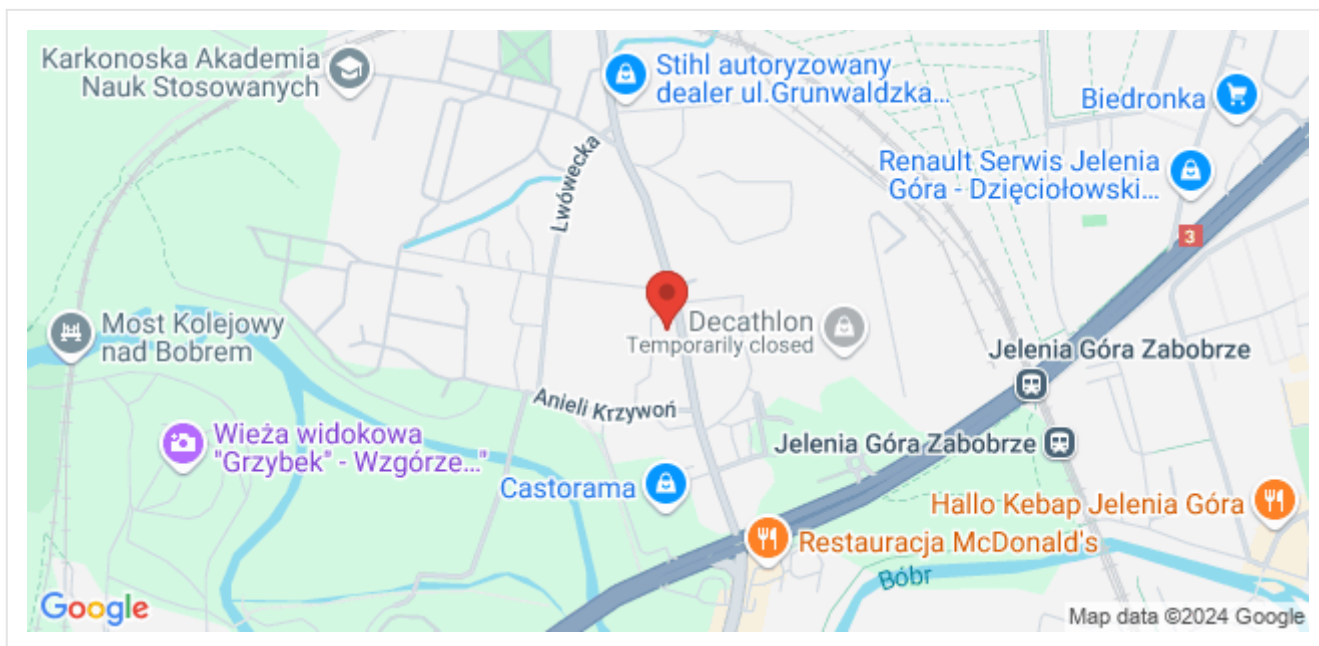 Karkonoska Akademia
Nauk Stosowanych
Stihl autoryzowany
dealer ul.Grunwaldzka...
Biedronka
Renault Serwis Jelenia
Góra - Dzięciołowski...
Lwówecka
3
Most Kolejowy
nad Bobrem
Decathlon
Temporarily closed
Jelenia Góra Zabobrze
Anieli Krzywoń
Wieża widokowa
"Grzybek" - Wzgórze..."
Jelenia Góra Zabobrze
Castorama
Hallo Kebap Jelenia Góra
Restauracja McDonald's
Bóbr
Google
Map data ©2024 Google